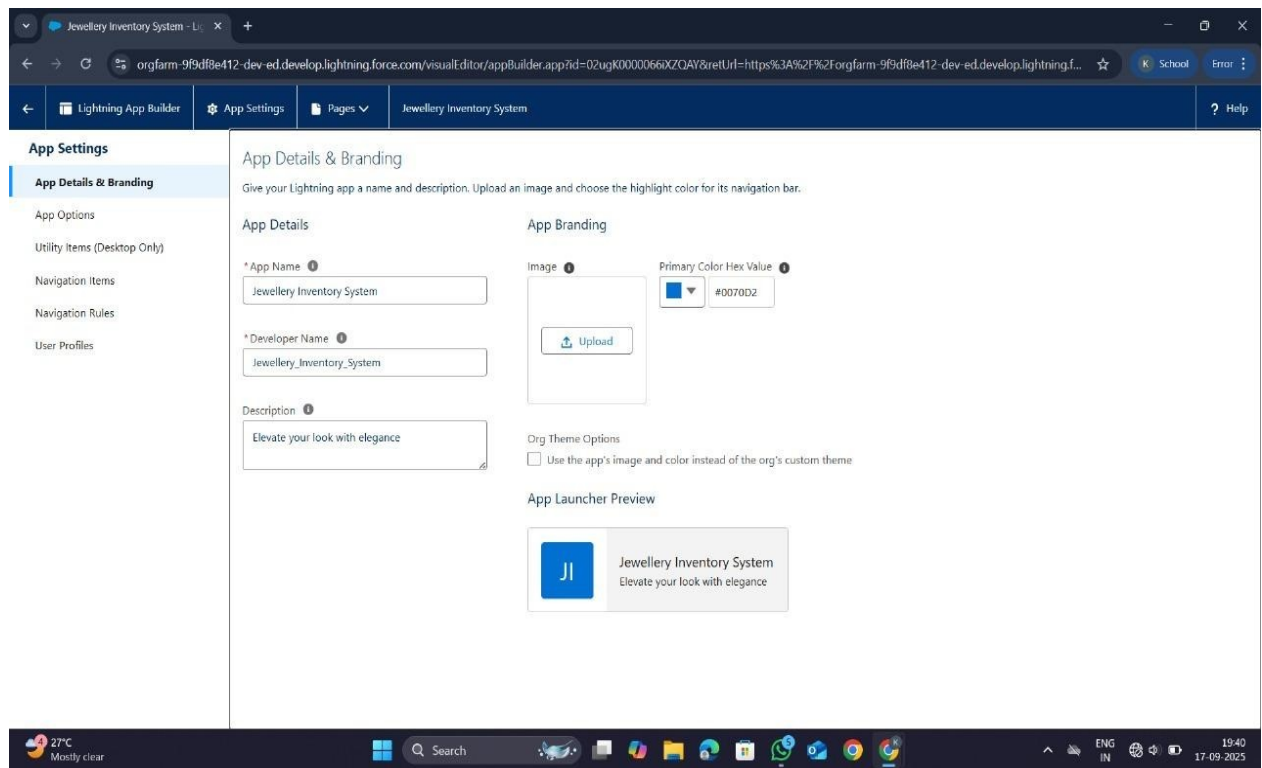 Jewellery Inventory System - Lig
orgfarm-9f9df8e412-dev-ed.develop.lightning.force.com/visualEditor/appBuilder.app?id=02ugK0000066iXZQAY&retUrl=https%3A%2F%2Forgfarm-9f9df8e412-dev-ed.develop.lightning.f...
K School
Error
Lightning App Builder
App Settings
Pages
Jewellery Inventory System
? Help
App Settings
App Details & Branding
App Options
Utility Items (Desktop Only)
Navigation Items
Navigation Rules
User Profiles
App Details & Branding
Give your Lightning app a name and description. Upload an image and choose the highlight color for its navigation bar.
App Details
*App Name
Jewellery Inventory System
*Developer Name
Jewellery_Inventory_System
Description
Elevate your look with elegance
App Branding
Image
Upload
Primary Color Hex Value
#0070D2
Org Theme Options
Use the app's image and color instead of the org's custom theme
App Launcher Preview
JI
Jewellery Inventory System
Elevate your look with elegance
4
27°C
Mostly clear
Search
ENG
IN
19:40
17-09-2025